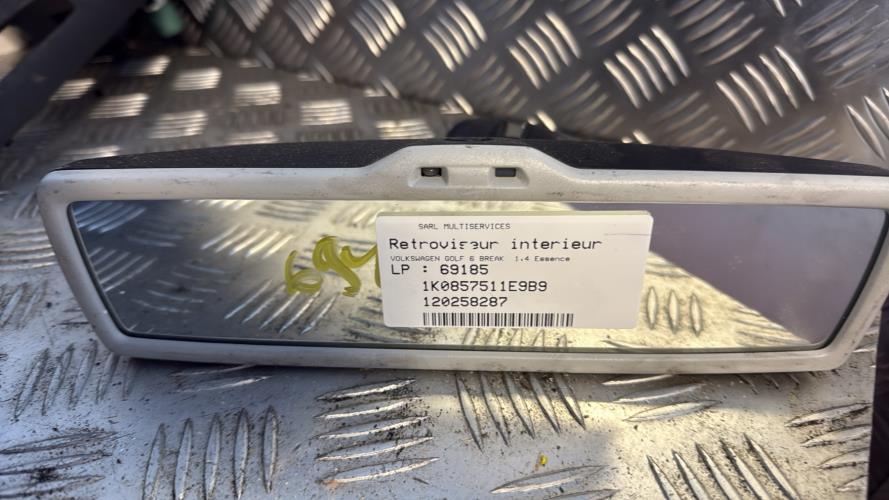 SARL MULTISERVICES
Retroviseur interieur
VOLKSWAGEN GOLF 6 BREAK 1.4 Essence
LP : 69185
1K0857511E9B9
120258287